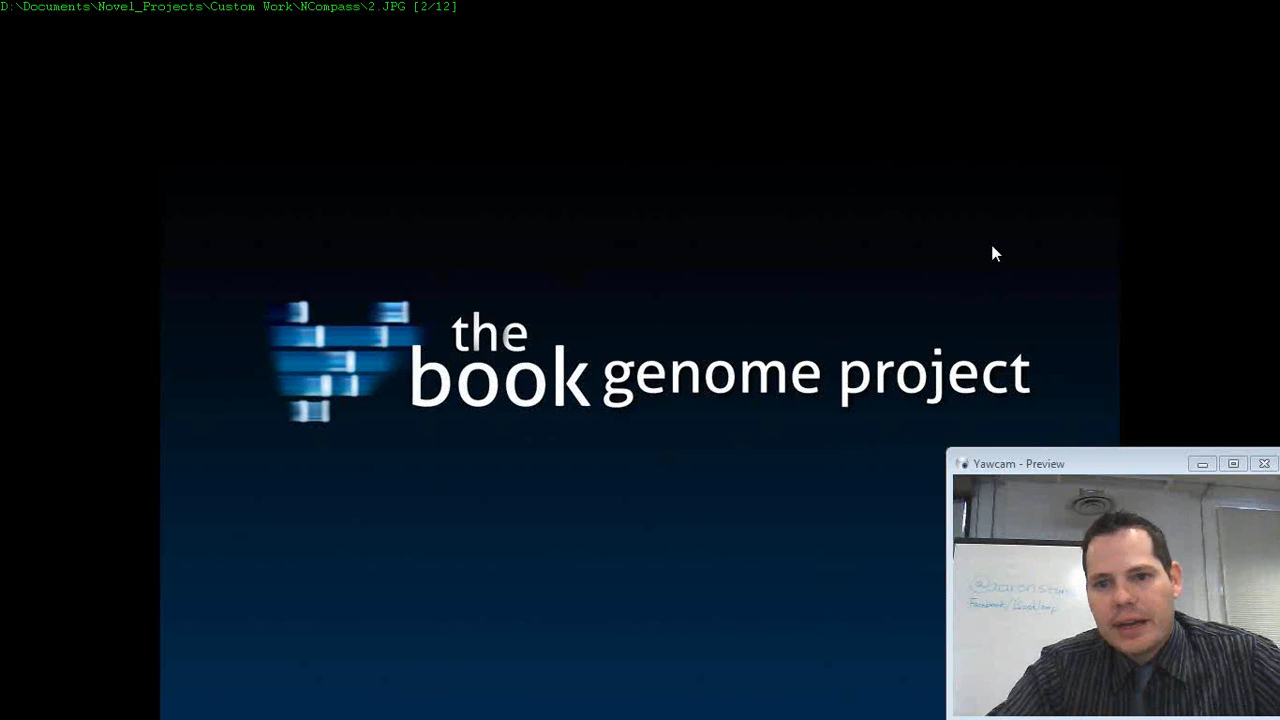 D:\Documents\Novel_Projects\Custom Work\NCompass\2.JPG [2/12]
the
book genome project
Yawcam - Preview